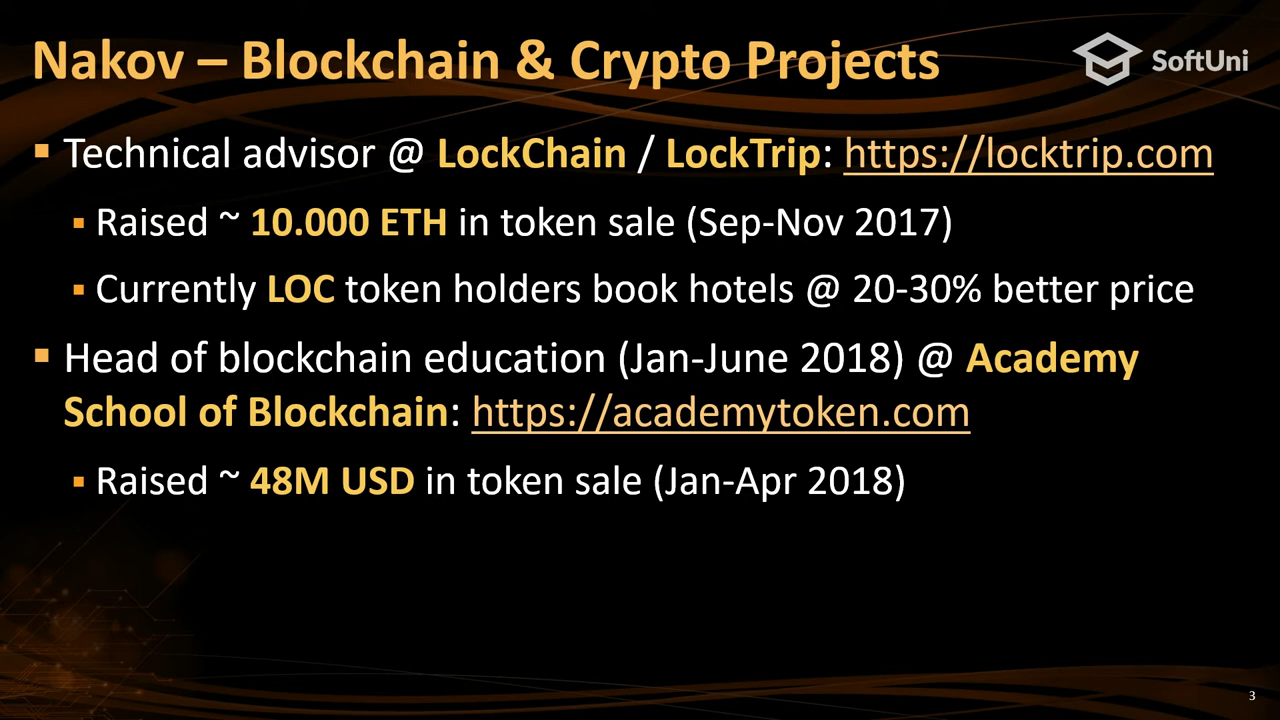 Nakov – Blockchain & Crypto Projects
SoftUni
▪ Technical advisor @ LockChain / LockTrip: https://locktrip.com
▪ Raised ~ 10.000 ETH in token sale (Sep-Nov 2017)
▪ Currently LOC token holders book hotels @ 20-30% better price
▪ Head of blockchain education (Jan-June 2018) @ Academy
School of Blockchain: https://academytoken.com
▪ Raised ~ 48M USD in token sale (Jan-Apr 2018)
3